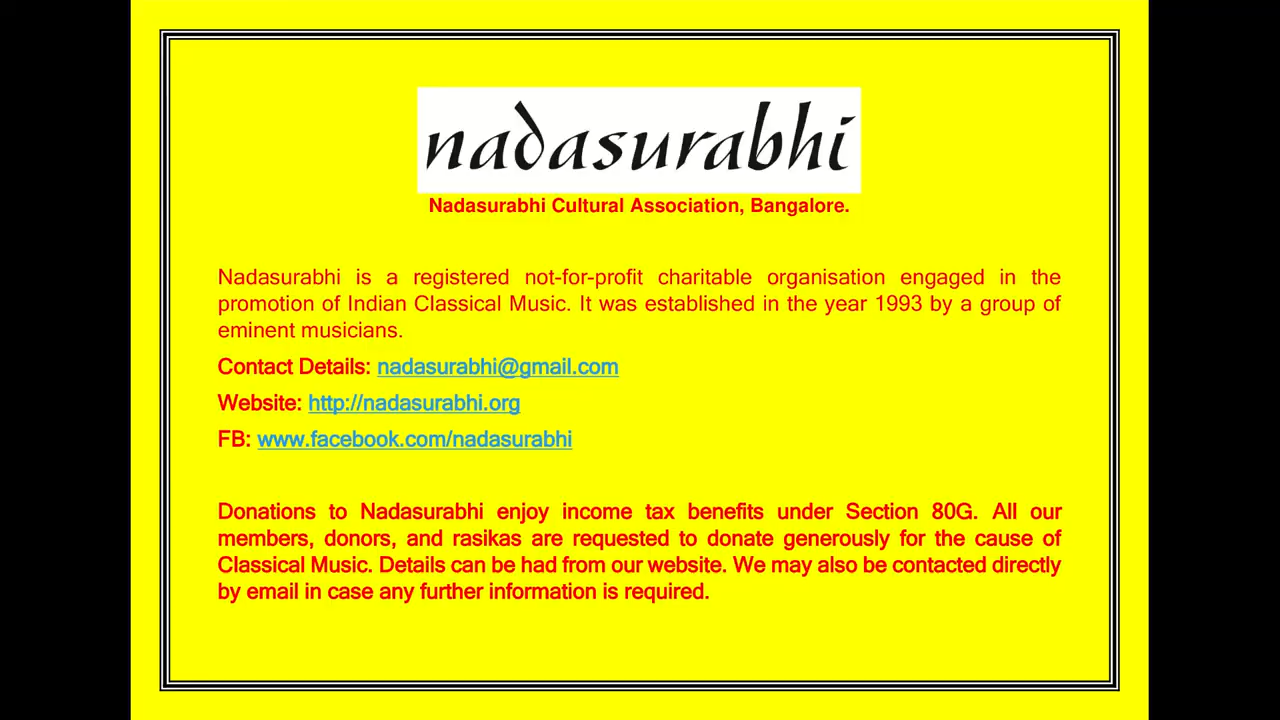 nadasurabhi
Nadasurabhi Cultural Association, Bangalore.
Nadasurabhi is a registered not-for-profit charitable organisation engaged in the
promotion of Indian Classical Music. It was established in the year 1993 by a group of
eminent musicians.
Contact Details: nadasurabhi@gmail.com
Website: http://nadasurabhi.org
FB: www.facebook.com/nadasurabhi
Donations to Nadasurabhi enjoy income tax benefits under Section 80G. All our
members, donors, and rasikas are requested to donate generously for the cause of
Classical Music. Details can be had from our website. We may also be contacted directly
by email in case any further information is required.